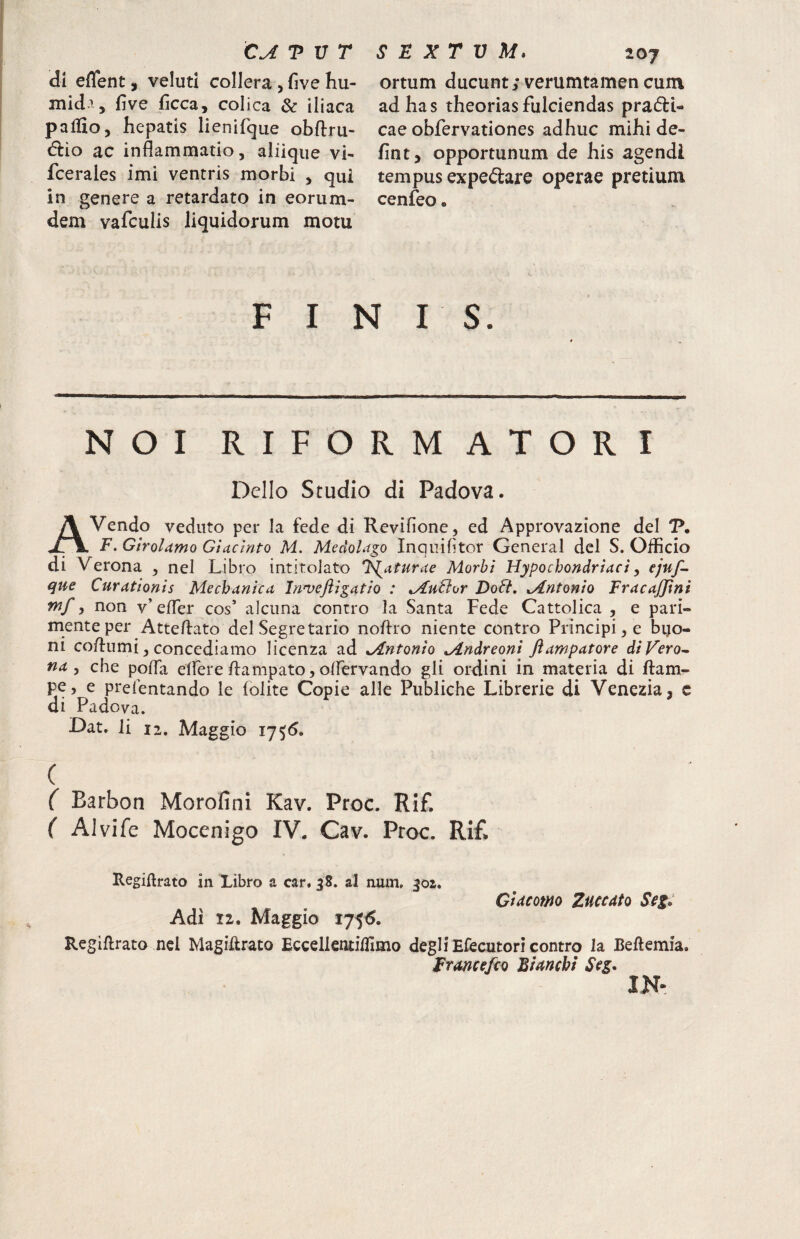 CAPUT SEXTUM. 207
di eſſent, veluti collera, ſive hu-
mida, ſive ſicca, colica & iliaca
paſſio, hepatis lieniſque obſtru-
ctio ac inflammatio, aliique vi-
ſcerales imi ventris morbi , qui
in genere a retardato in eorum-
dem vaſculis liquidorum motu
ortum ducunt; verumtamen cum
ad has theorias fulciendas practi-
cae obſervationes adhuc mihi de-
ſint, opportunum de his agendi
tempus expectare operae pretium
cenſeo.
FINIS.
NOI RIFORMATORI
Dello Studio di Padova.
AVendo veduto per la fede di Reviſione, ed Approvazione del P.
F. Girolamo Giacinto M. Medolago Inquiſitor General del S. Officio
di Verona , nel Libro intitolato Naturae Morbi Hypochondriaci, ejuſ-
que Curationis Mechanica Inveſtigatio : Auctor Doct. Antonio Fracaſſini
mſ, non v' eſſer cos' alcuna contro la Santa Fede Cattolica , e pari-
mente per Atteſtato del Segretario noſtro niente contro Principi, e buo-
ni coſtumi, concediamo licenza ad Antonio Andreoni ſtampatore di Vero-
na , che poſſa eſſere ſtampato, oſſervando gli ordini in materia di ſtam-
pe, e preſentando le ſolite Copie alle Publiche Librerie di Venezia, e
di Padova.
Dat. li 12. Maggio 1756.
(
( Barbon Moroſini Kav. Proc. Rif.
( Alviſe Mocenigo IV. Cav. Proc. Rif.
Regiſtrato in Libro a car. 38. al num. 302.
Giacomo Zuccato Seg.
Adì 12. Maggio 1756.
Regiſtrato nel Magiſtrato Eccellentiſſimo degli Eſecutori contro la Beſtemia.
Franceſco Bianchi Seg.
IN-